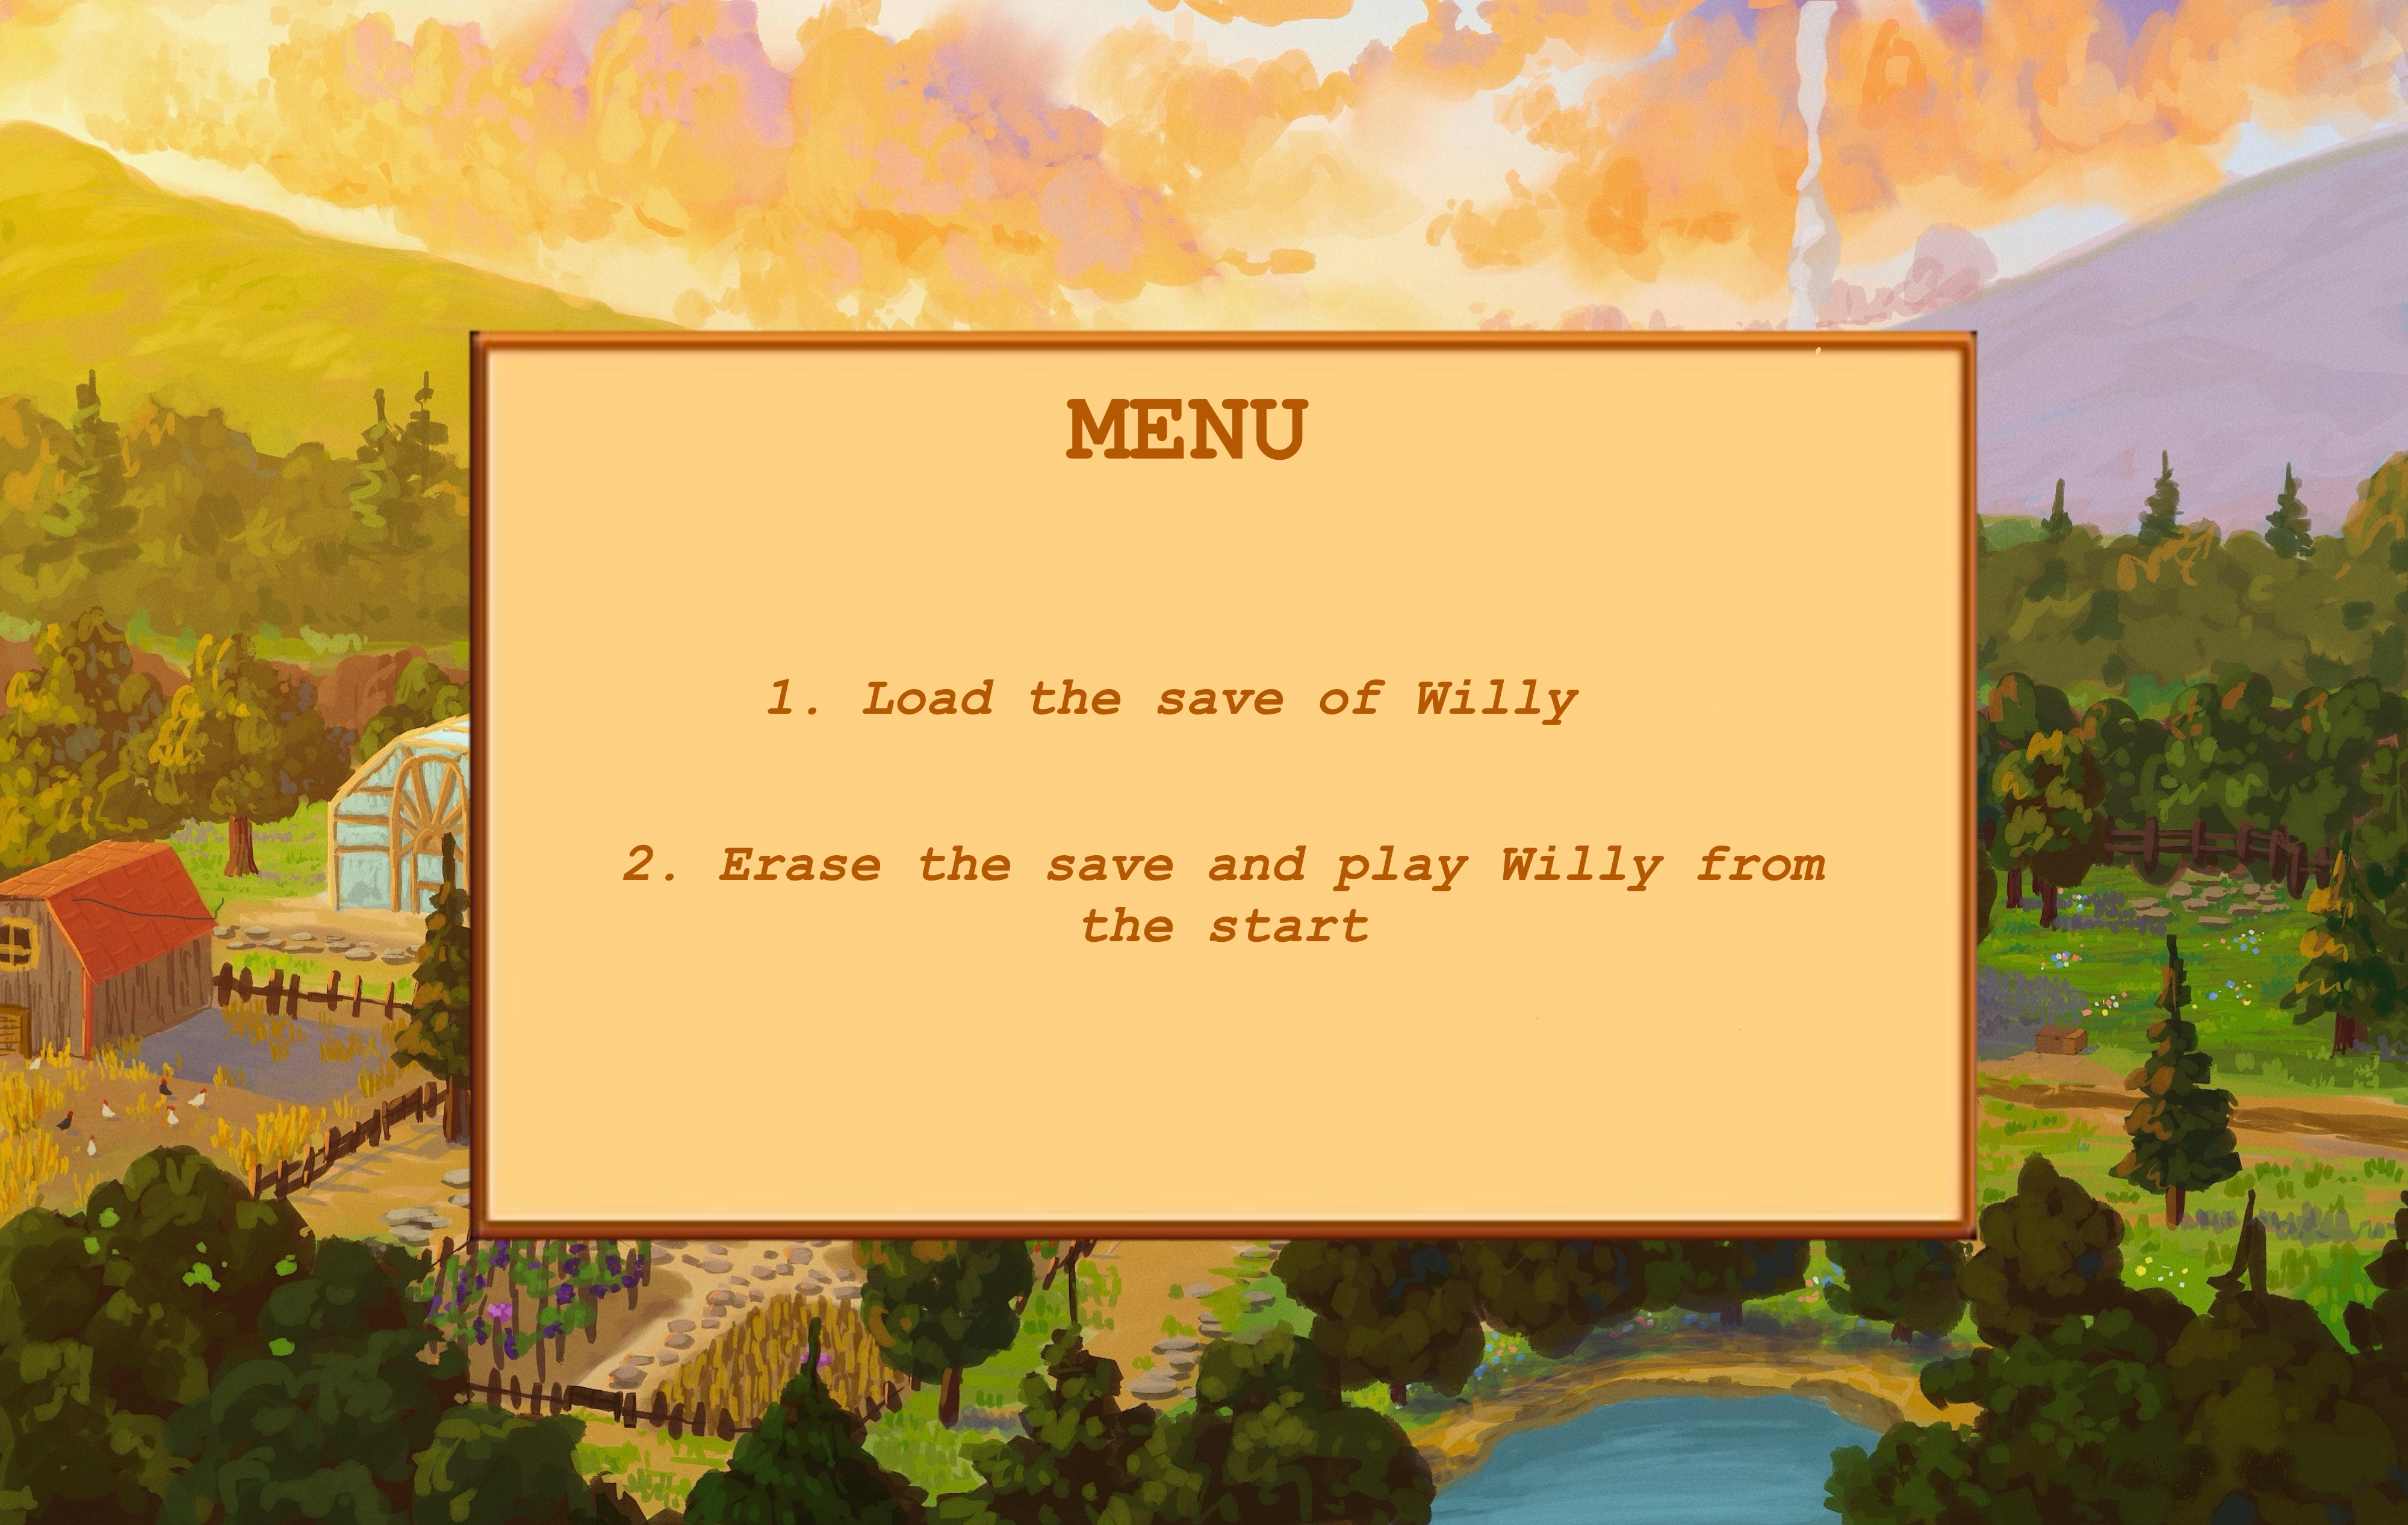 MENU
1. Load the save of Willy
2. Erase the save and play Willy from
the start